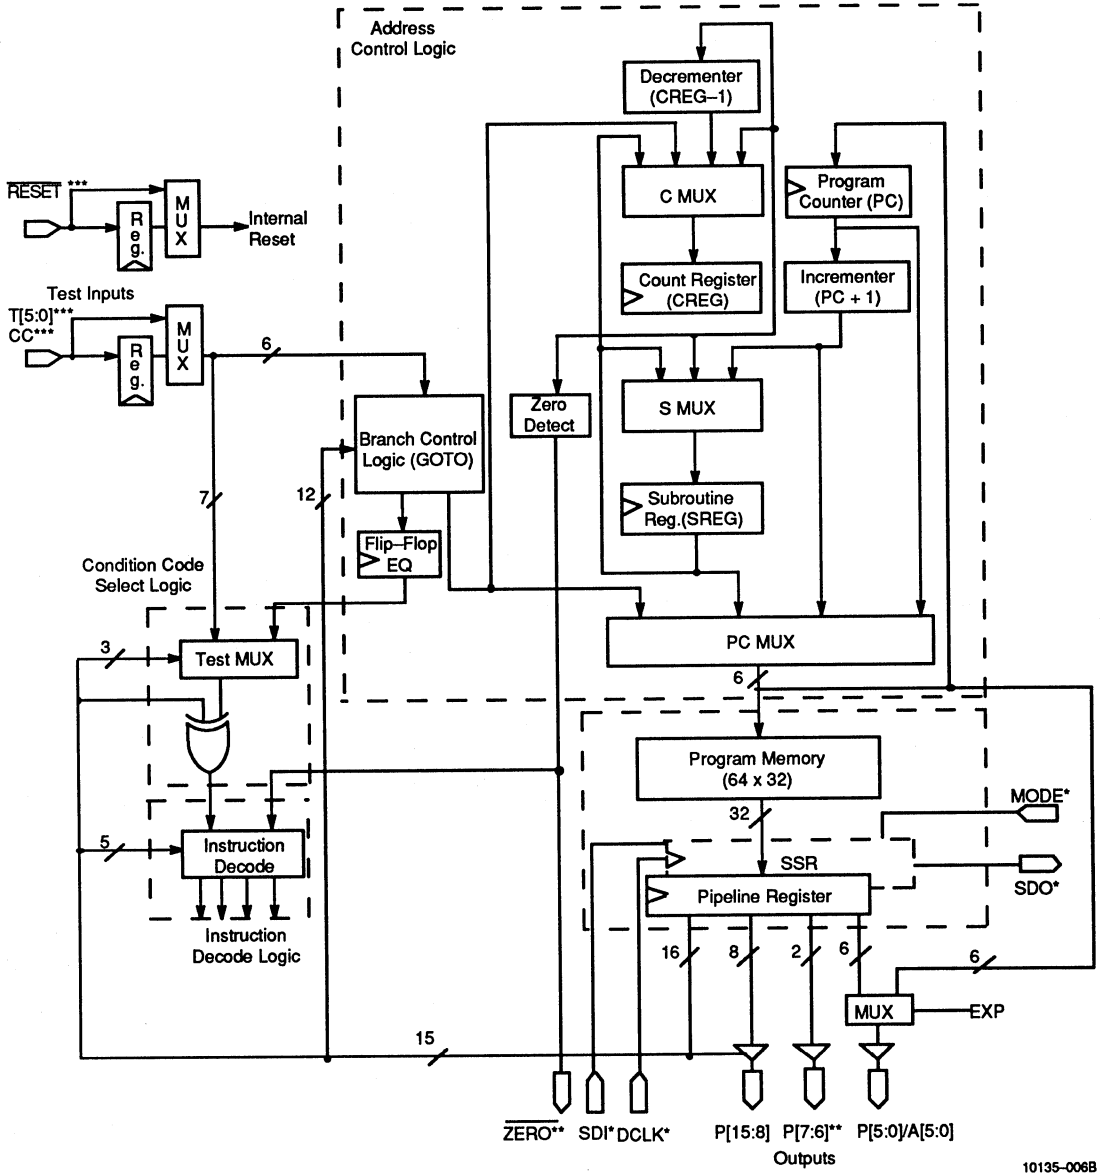 Address
Control Logic
Decrementer
(CREG–1)
RESET ***
Reg.
MUX
Internal
Reset
C MUX
Program
Counter (PC)
Count Register
(CREG)
Incrementer
(PC + 1)
Test Inputs
T[5:0]***
CC***
Reg.
MUX
6
Zero
Detect
S MUX
Branch Control
Logic (GOTO)
7
12
Subroutine
Reg.(SREG)
Flip–Flop
EQ
Condition Code
Select Logic
3
Test MUX
PC MUX
6
Program Memory
(64 x 32)
32
MODE*
5
Instruction
Decode
SSR
SDO*
Pipeline Register
Instruction
Decode Logic
16
8
2
6
6
MUX
EXP
15
ZERO**
SDI*
DCLK*
P[15:8]
P[7:6]**
P[5:0]/A[5:0]
Outputs
10135–006B